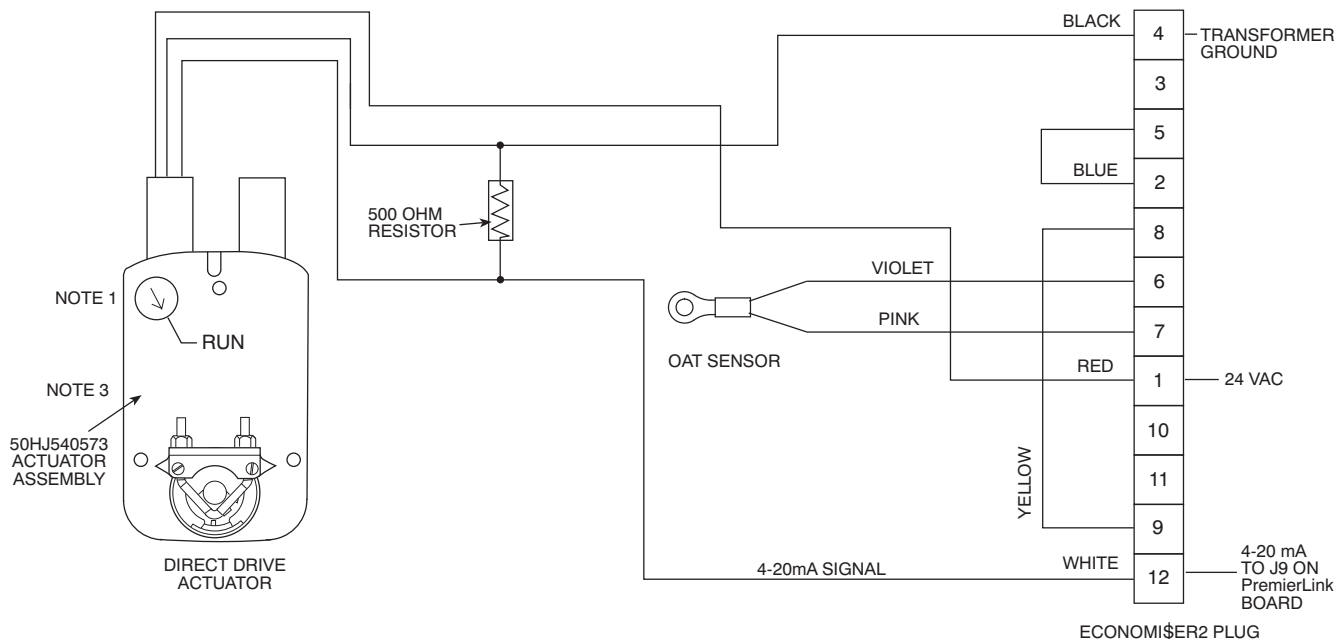 BLACK
4
TRANSFORMER
GROUND
3
5
BLUE
2
500 OHM
RESISTOR
8
VIOLET
6
NOTE 1
RUN
PINK
7
OAT SENSOR
RED
1
24 VAC
NOTE 3
10
50HJ540573
ACTUATOR
ASSEMBLY
11
YELLOW
9
DIRECT DRIVE
ACTUATOR
4-20mA SIGNAL
WHITE
12
4-20 mA
TO J9 ON
PremierLink
BOARD
ECONOMI$ER2 PLUG